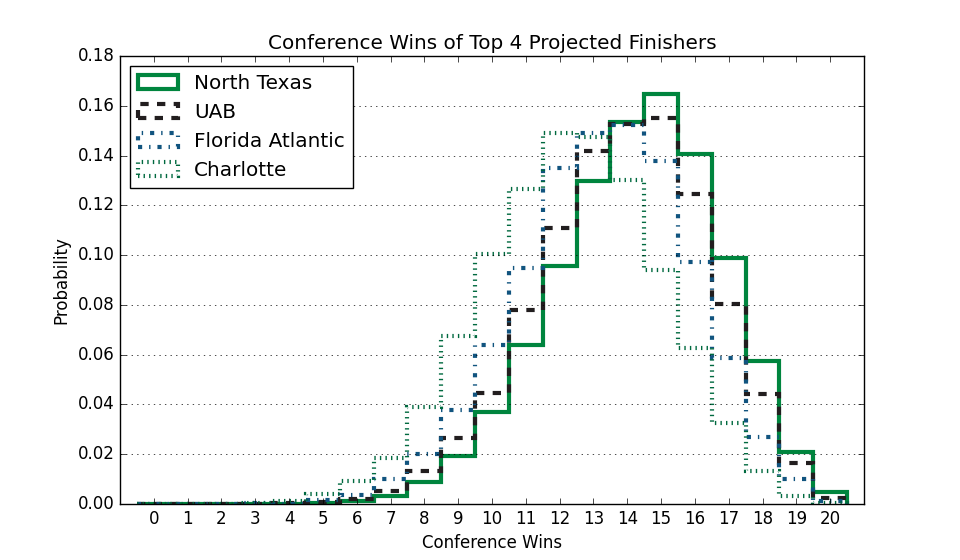 Conference Wins of Top 4 Projected Finishers
0.18
0.16
0.14
0.12
0.10
0.08
0.06
0.04
0.02
0.00
Probability
North Texas
UAB
Florida Atlantic
Charlotte
0 1 2 3 4 5 6 7 8 9 10 11 12 13 14 15 16 17 18 19 20
Conference Wins